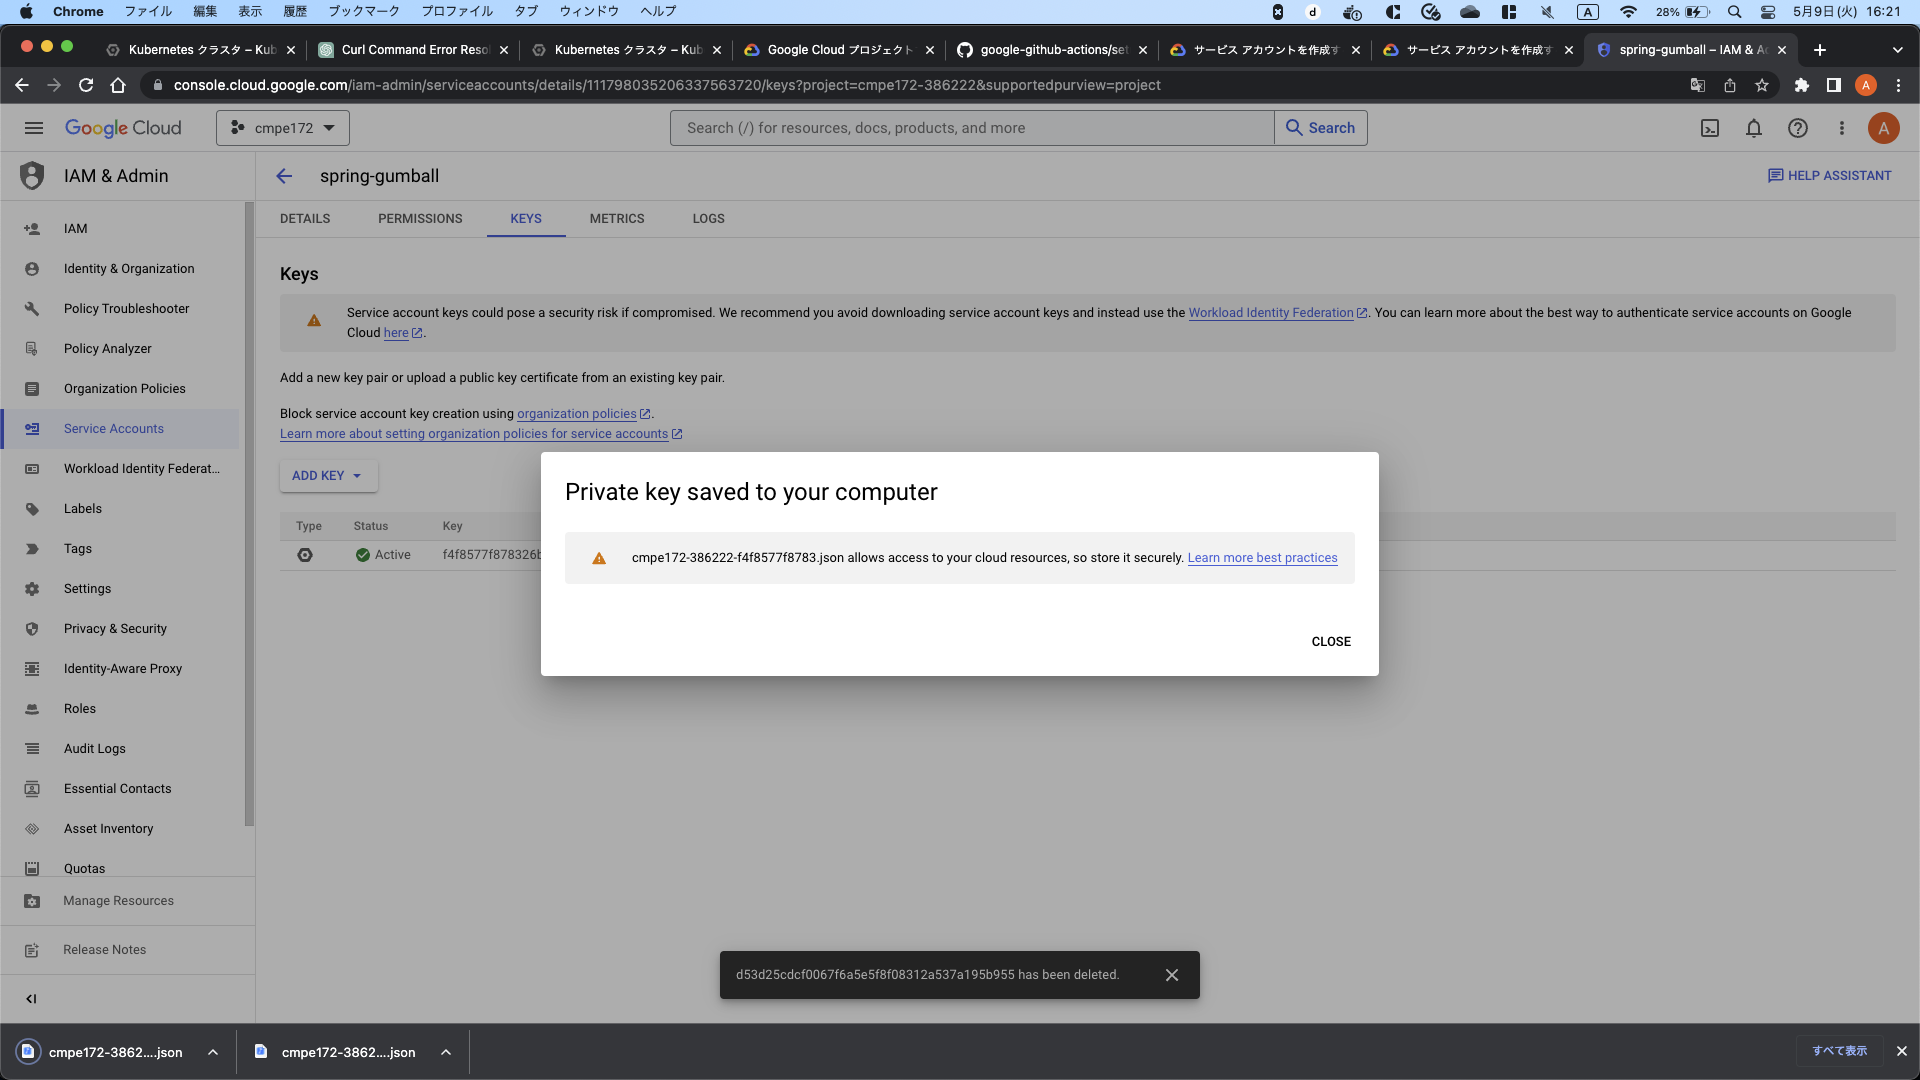 Chrome ファイル 編集 表示 履歴 ブックマーク プロファイル タブ ウィンドウ ヘルプ d A 28% 5月9日(火) 16:21
Kubernetes クラスタ – Kub
Curl Command Error Reso
Kubernetes クラスタ – Kub
Google Cloud プロジェクト
google-github-actions/set
サービス アカウントを作成す
サービス アカウントを作成す
spring-gumball – IAM & Ad
console.cloud.google.com/iam-admin/serviceaccounts/details/111798035206337563720/keys?project=cmpe172-386222&supportedpurview=project
A
Google Cloud
cmpe172
Search (/) for resources, docs, products, and more
Search
A
IAM & Admin
spring-gumball
HELP ASSISTANT
IAM
Identity & Organization
Policy Troubleshooter
Policy Analyzer
Organization Policies
Service Accounts
Workload Identity Federat...
Labels
Tags
Settings
Privacy & Security
Identity-Aware Proxy
Roles
Audit Logs
Essential Contacts
Asset Inventory
Quotas
Manage Resources
Release Notes
DETAILS PERMISSIONS KEYS METRICS LOGS
Keys
Service account keys could pose a security risk if compromised. We recommend you avoid downloading service account keys and instead use the Workload Identity Federation . You can learn more about the best way to authenticate service accounts on Google
Cloud here .
Add a new key pair or upload a public key certificate from an existing key pair.
Block service account key creation using organization policies .
Learn more about setting organization policies for service accounts
ADD KEY
Type Status Key
Active f4f8577f878326b
Private key saved to your computer
cmpe172-386222-f4f8577f8783.json allows access to your cloud resources, so store it securely. Learn more best practices
CLOSE
d53d25cdcf0067f6a5e5f8f08312a537a195b955 has been deleted.
cmpe172-3862....json
cmpe172-3862....json
すべて表示